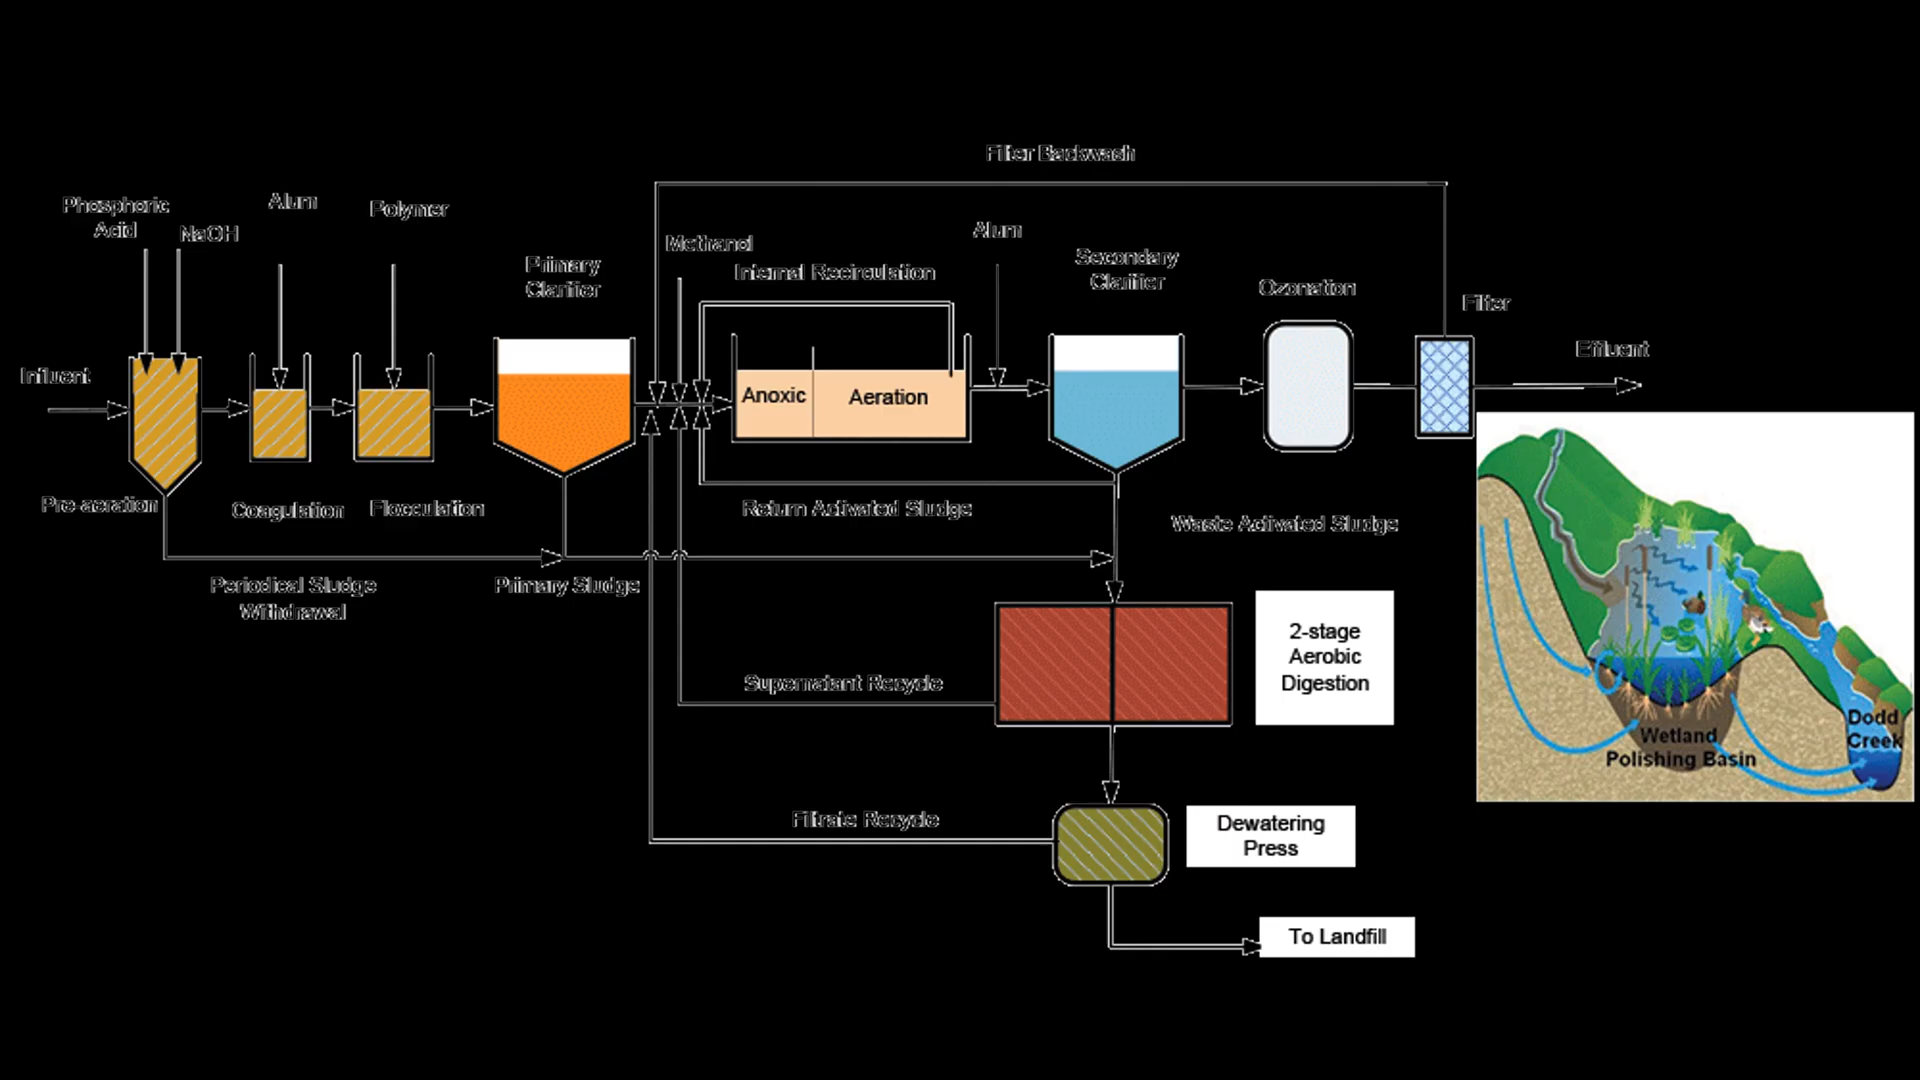 Filter Backwash
Phosphoric
Acid
NaOH
Alum
Polymer
Primary
Clarifier
Methanol
Internal Recirculation
Alum
Secondary
Clarifier
Ozonation
Filter
Effluent
Influent
Anoxic
Aeration
Pre-aeration
Coagulation
Flocculation
Return Activated Sludge
Waste Activated Sludge
Periodical Sludge
Withdrawal
Primary Sludge
2-stage
Aerobic
Digestion
Supernatant Recycle
Wetland
Polishing Basin
Dodd
Creek
Filtrate Recycle
Dewatering
Press
To Landfill